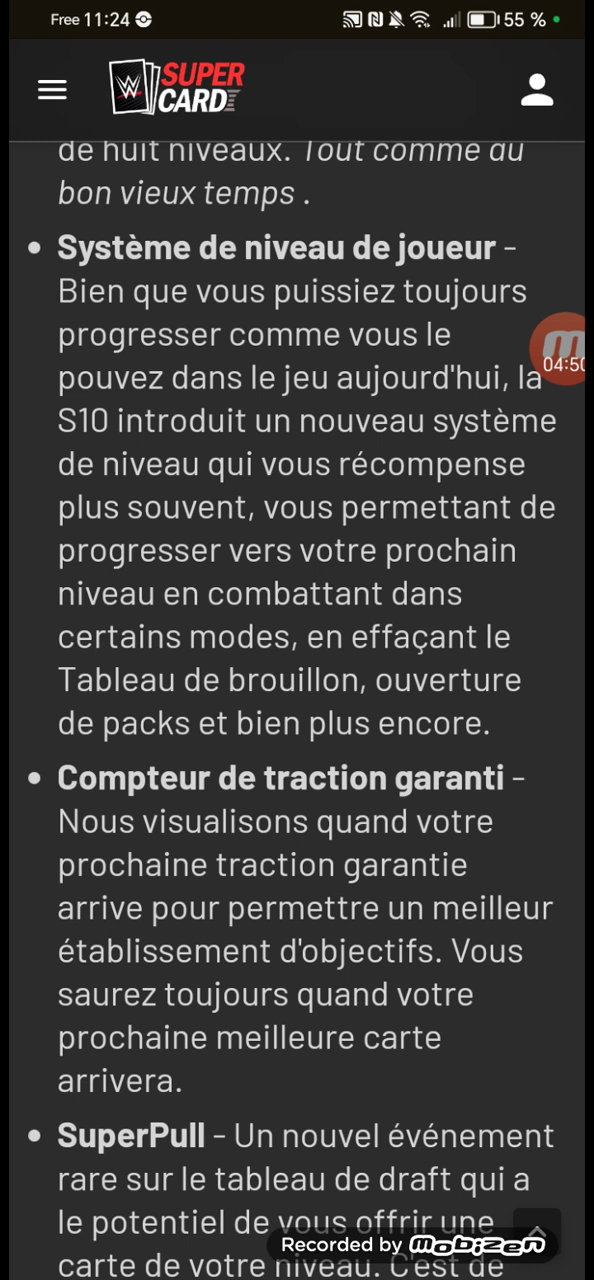 Free 11:24 55 %
W SUPER
CARD
de huit niveaux. Tout comme au
bon vieux temps .
• Système de niveau de joueur -
Bien que vous puissiez toujours
progresser comme vous le
pouvez dans le jeu aujourd'hui, la
04:50
S10 introduit un nouveau système
de niveau qui vous récompense
plus souvent, vous permettant de
progresser vers votre prochain
niveau en combattant dans
certains modes, en effaçant le
Tableau de brouillon, ouverture
de packs et bien plus encore.
• Compteur de traction garanti -
Nous visualisons quand votre
prochaine traction garantie
arrive pour permettre un meilleur
établissement d'objectifs. Vous
saurez toujours quand votre
prochaine meilleure carte
arrivera.
• SuperPull - Un nouvel événement
rare sur le tableau de draft qui a
le potentiel de vous offrir une
carte de votre niveau. C'est de
Recorded by mobizen